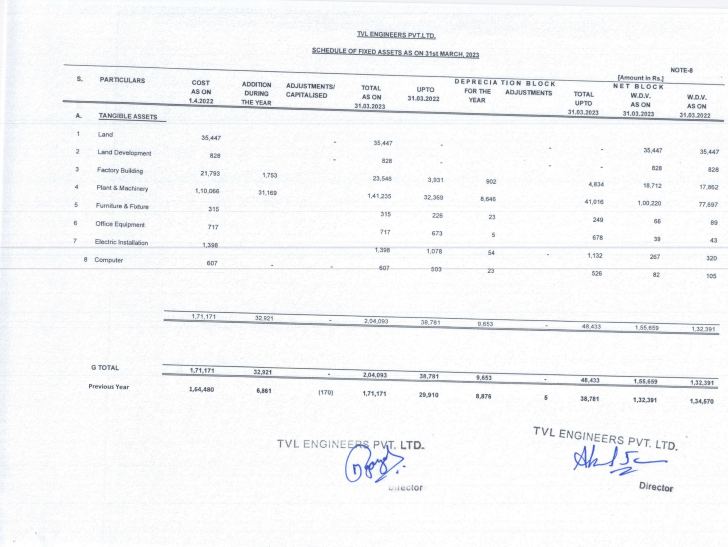 TVL ENGINEERS PVT.LTD.
SCHEDULE OF FIXED ASSETS AS ON 31st MARCH, 2023
NOTE-8
[Amount in Rs.]
DEPRECIATION BLOCK NET BLOCK
S. PARTICULARS COST AS ON 1.4.2022 ADDITION DURING THE YEAR ADJUSTMENTS/ CAPITALISED TOTAL AS ON 31.03.2023 UPTO 31.03.2022 FOR THE YEAR ADJUSTMENTS TOTAL UPTO 31.03.2023 W.D.V. AS ON 31.03.2023 W.D.V. AS ON 31.03.2022
A. TANGIBLE ASSETS
1 Land 35,447 - 35,447 - - 35,447 35,447
2 Land Development 828 - 828 - - 828 828
3 Factory Building 21,793 1,753 23,546 3,931 902 4,834 18,712 17,862
4 Plant & Machinery 1,10,066 31,169 1,41,235 32,369 8,646 41,016 1,00,220 77,697
5 Furniture & Fixture 315 315 226 23 249 66 89
6 Office Equipment 717 717 673 5 678 39 43
7 Electric Installation 1,398 1,398 1,078 54 1,132 267 320
8 Computer 607 - - 607 503 23 526 82 105
1,71,171 32,921 - 2,04,093 38,781 9,653 - 48,433 1,55,659 1,32,391
G TOTAL 1,71,171 32,921 - 2,04,093 38,781 9,653 - 48,433 1,55,659 1,32,391
Previous Year 1,64,480 6,861 (170) 1,71,171 29,910 8,876 5 38,781 1,32,391 1,34,570
TVL ENGINEERS PVT. LTD.
Director
TVL ENGINEERS PVT. LTD.
Director